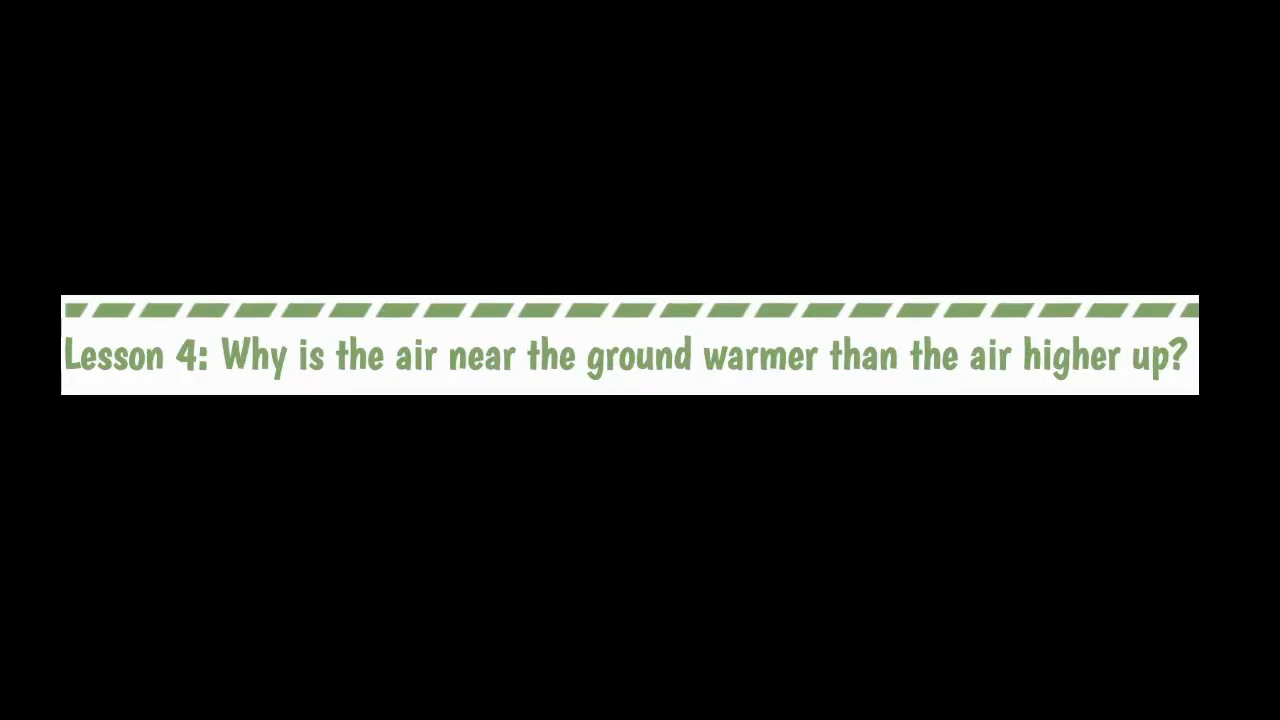 Lesson 4: Why is the air near the ground warmer than the air higher up?